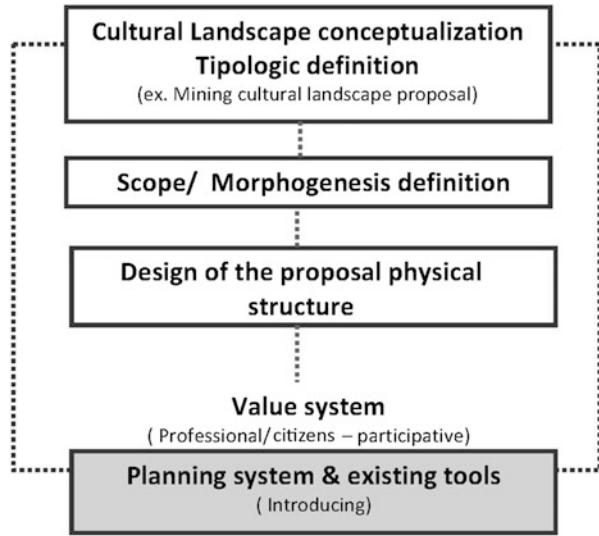 Cultural Landscape conceptualization
Tipologic definition
(ex. Mining cultural landscape proposal)
Scope/ Morphogenesis definition
Design of the proposal physical
structure
Value system
( Professional/citizens – participative)
Planning system & existing tools
( Introducing)